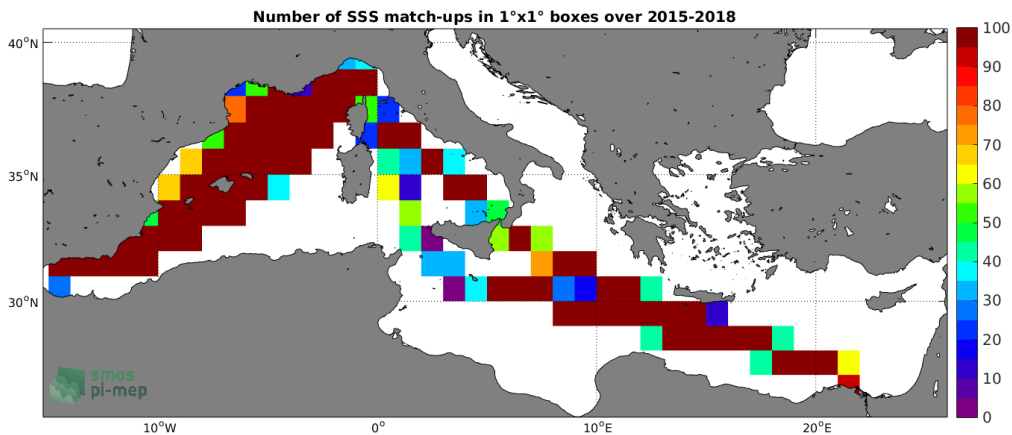 Number of SSS match-ups in 1°x1° boxes over 2015-2018
40°N
35°N
30°N
10°W
0°
10°E
20°E
100
90
80
70
60
50
40
30
20
10
0
smos
pi-mep